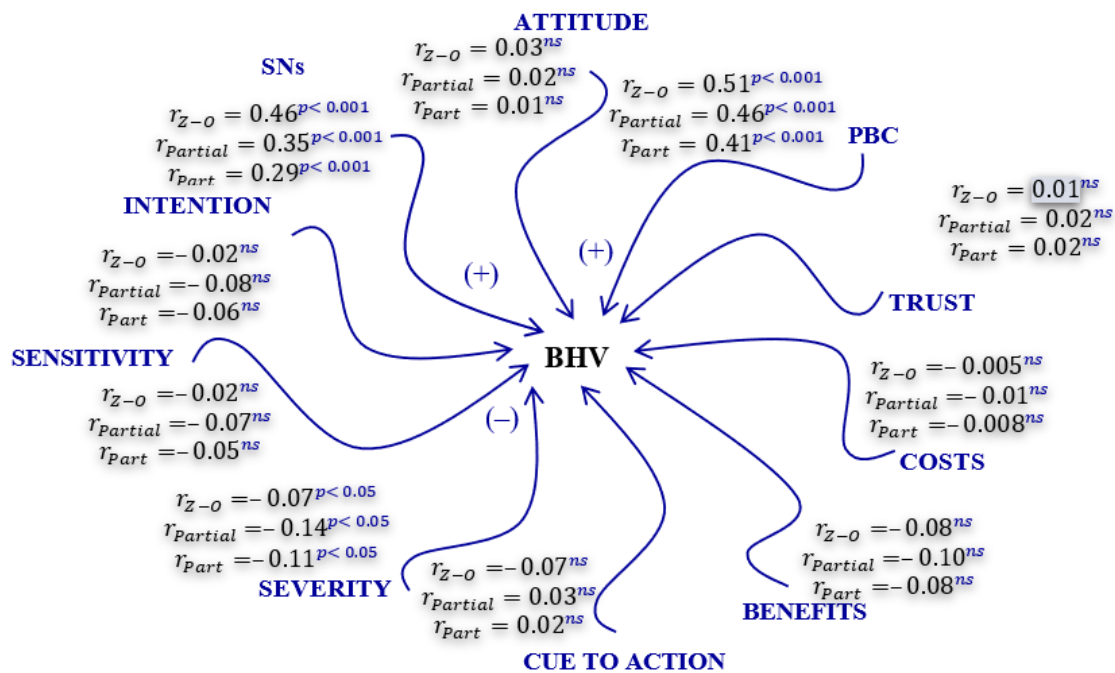 ATTITUDE
r_{Z−O} = 0.03^{ns}
r_{Partial} = 0.02^{ns}
r_{Part} = 0.01^{ns}
SNs
r_{Z−O} = 0.46^{p< 0.001}
r_{Partial} = 0.35^{p< 0.001}
r_{Part} = 0.29^{p< 0.001}
r_{Z−O} = 0.51^{p< 0.001}
r_{Partial} = 0.46^{p< 0.001}
r_{Part} = 0.41^{p< 0.001}
PBC
r_{Z−O} = 0.01^{ns}
r_{Partial} = 0.02^{ns}
r_{Part} = 0.02^{ns}
TRUST
INTENTION
r_{Z−O} =− 0.02^{ns}
r_{Partial} =− 0.08^{ns}
r_{Part} =− 0.06^{ns}
(+)
(+)
BHV
(−)
SENSITIVITY
r_{Z−O} =− 0.02^{ns}
r_{Partial} =− 0.07^{ns}
r_{Part} =− 0.05^{ns}
r_{Z−O} =− 0.005^{ns}
r_{Partial} =− 0.01^{ns}
r_{Part} =− 0.008^{ns}
COSTS
r_{Z−O} =− 0.07^{p< 0.05}
r_{Partial} =− 0.14^{p< 0.05}
r_{Part} =− 0.11^{p< 0.05}
SEVERITY
r_{Z−O} =− 0.07^{ns}
r_{Partial} = 0.03^{ns}
r_{Part} = 0.02^{ns}
CUE TO ACTION
r_{Z−O} =− 0.08^{ns}
r_{Partial} =− 0.10^{ns}
r_{Part} =− 0.08^{ns}
BENEFITS